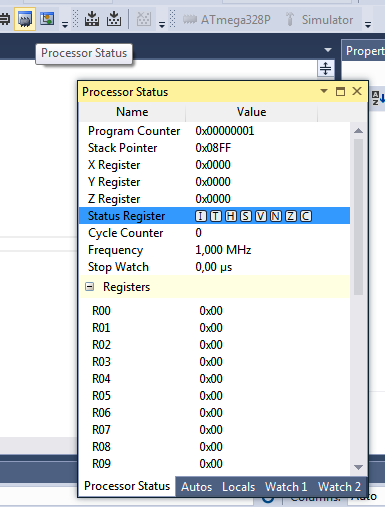 ATmega328P Simulator
Processor Status
Processor Status
Name Value
Program Counter 0x00000001
Stack Pointer 0x08FF
X Register 0x0000
Y Register 0x0000
Z Register 0x0000
Status Register I T H S V N Z C
Cycle Counter 0
Frequency 1,000 MHz
Stop Watch 0,00 µs
Registers
R00 0x00
R01 0x00
R02 0x00
R03 0x00
R04 0x00
R05 0x00
R06 0x00
R07 0x00
R08 0x00
R09 0x00
Processor Status Autos Locals Watch 1 Watch 2
Columns: Auto